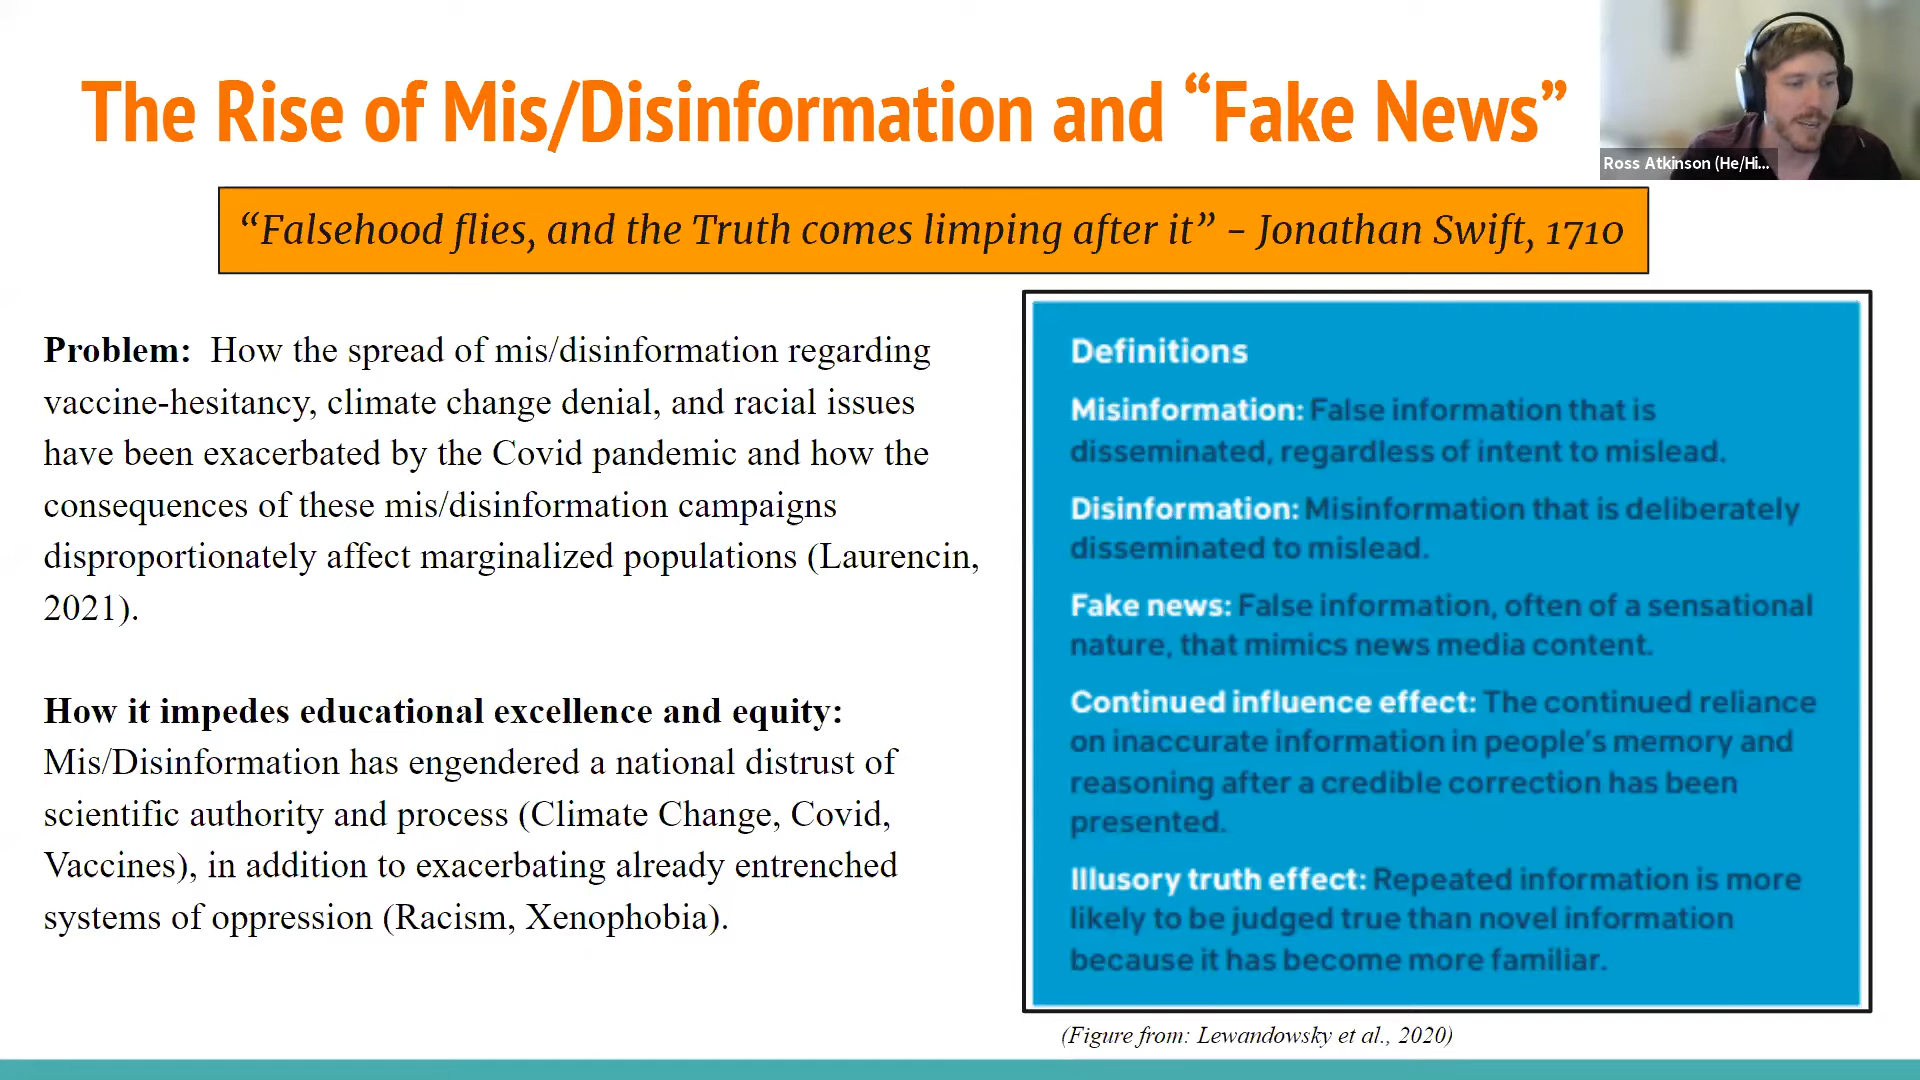 The Rise of Mis/Disinformation and “Fake News”
Ross Atkinson (He/Hi...
“Falsehood flies, and the Truth comes limping after it” - Jonathan Swift, 1710
Problem: How the spread of mis/disinformation regarding
vaccine-hesitancy, climate change denial, and racial issues
have been exacerbated by the Covid pandemic and how the
consequences of these mis/disinformation campaigns
disproportionately affect marginalized populations (Laurencin,
2021).
How it impedes educational excellence and equity:
Mis/Disinformation has engendered a national distrust of
scientific authority and process (Climate Change, Covid,
Vaccines), in addition to exacerbating already entrenched
systems of oppression (Racism, Xenophobia).
Definitions
Misinformation: False information that is
disseminated, regardless of intent to mislead.
Disinformation: Misinformation that is deliberately
disseminated to mislead.
Fake news: False information, often of a sensational
nature, that mimics news media content.
Continued influence effect: The continued reliance
on inaccurate information in people’s memory and
reasoning after a credible correction has been
presented.
Illusory truth effect: Repeated information is more
likely to be judged true than novel information
because it has become more familiar.
(Figure from: Lewandowsky et al., 2020)